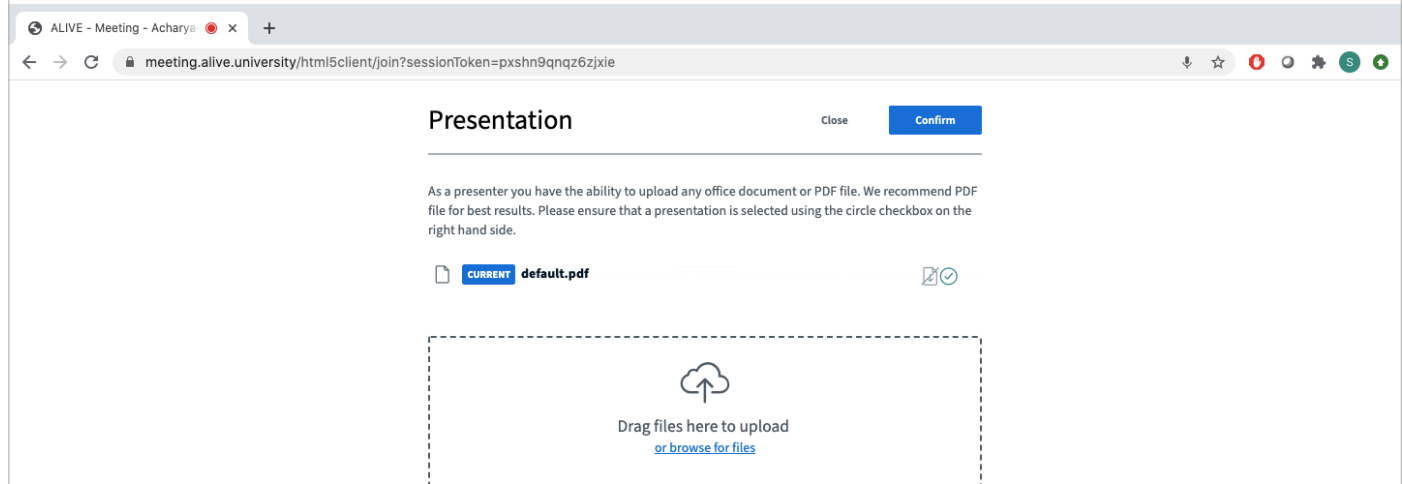 ALIVE - Meeting - Acharya
meeting.alive.university/html5client/join?sessionToken=pxshn9qnqz6zjxie
S
Presentation
Close
Confirm
As a presenter you have the ability to upload any office document or PDF file. We recommend PDF
file for best results. Please ensure that a presentation is selected using the circle checkbox on the
right hand side.
CURRENT default.pdf
Drag files here to upload
or browse for files